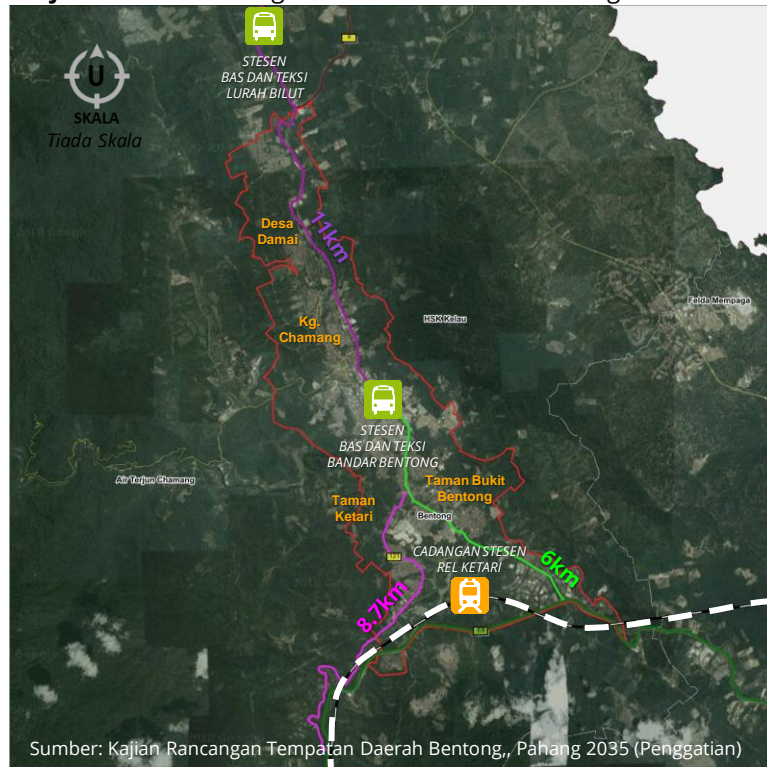 STESEN
BAS DAN TEKSI
LURAH BILUT
U
SKALA
Tiada Skala
8
Desa
Damai
11km
Felda Mempaga
HSK Kelau
Kg.
Chamang
STESEN
BAS DAN TEKSI
BANDAR BENTONG
Air Terjun Chamang
Taman Bukit
Bentong
Taman
Ketari
Bentong
CADANGAN STESEN
REL KETARI
6km
8.7km
Sumber: Kajian Rancangan Tempatan Daerah Bentong,, Pahang 2035 (Penggatian)